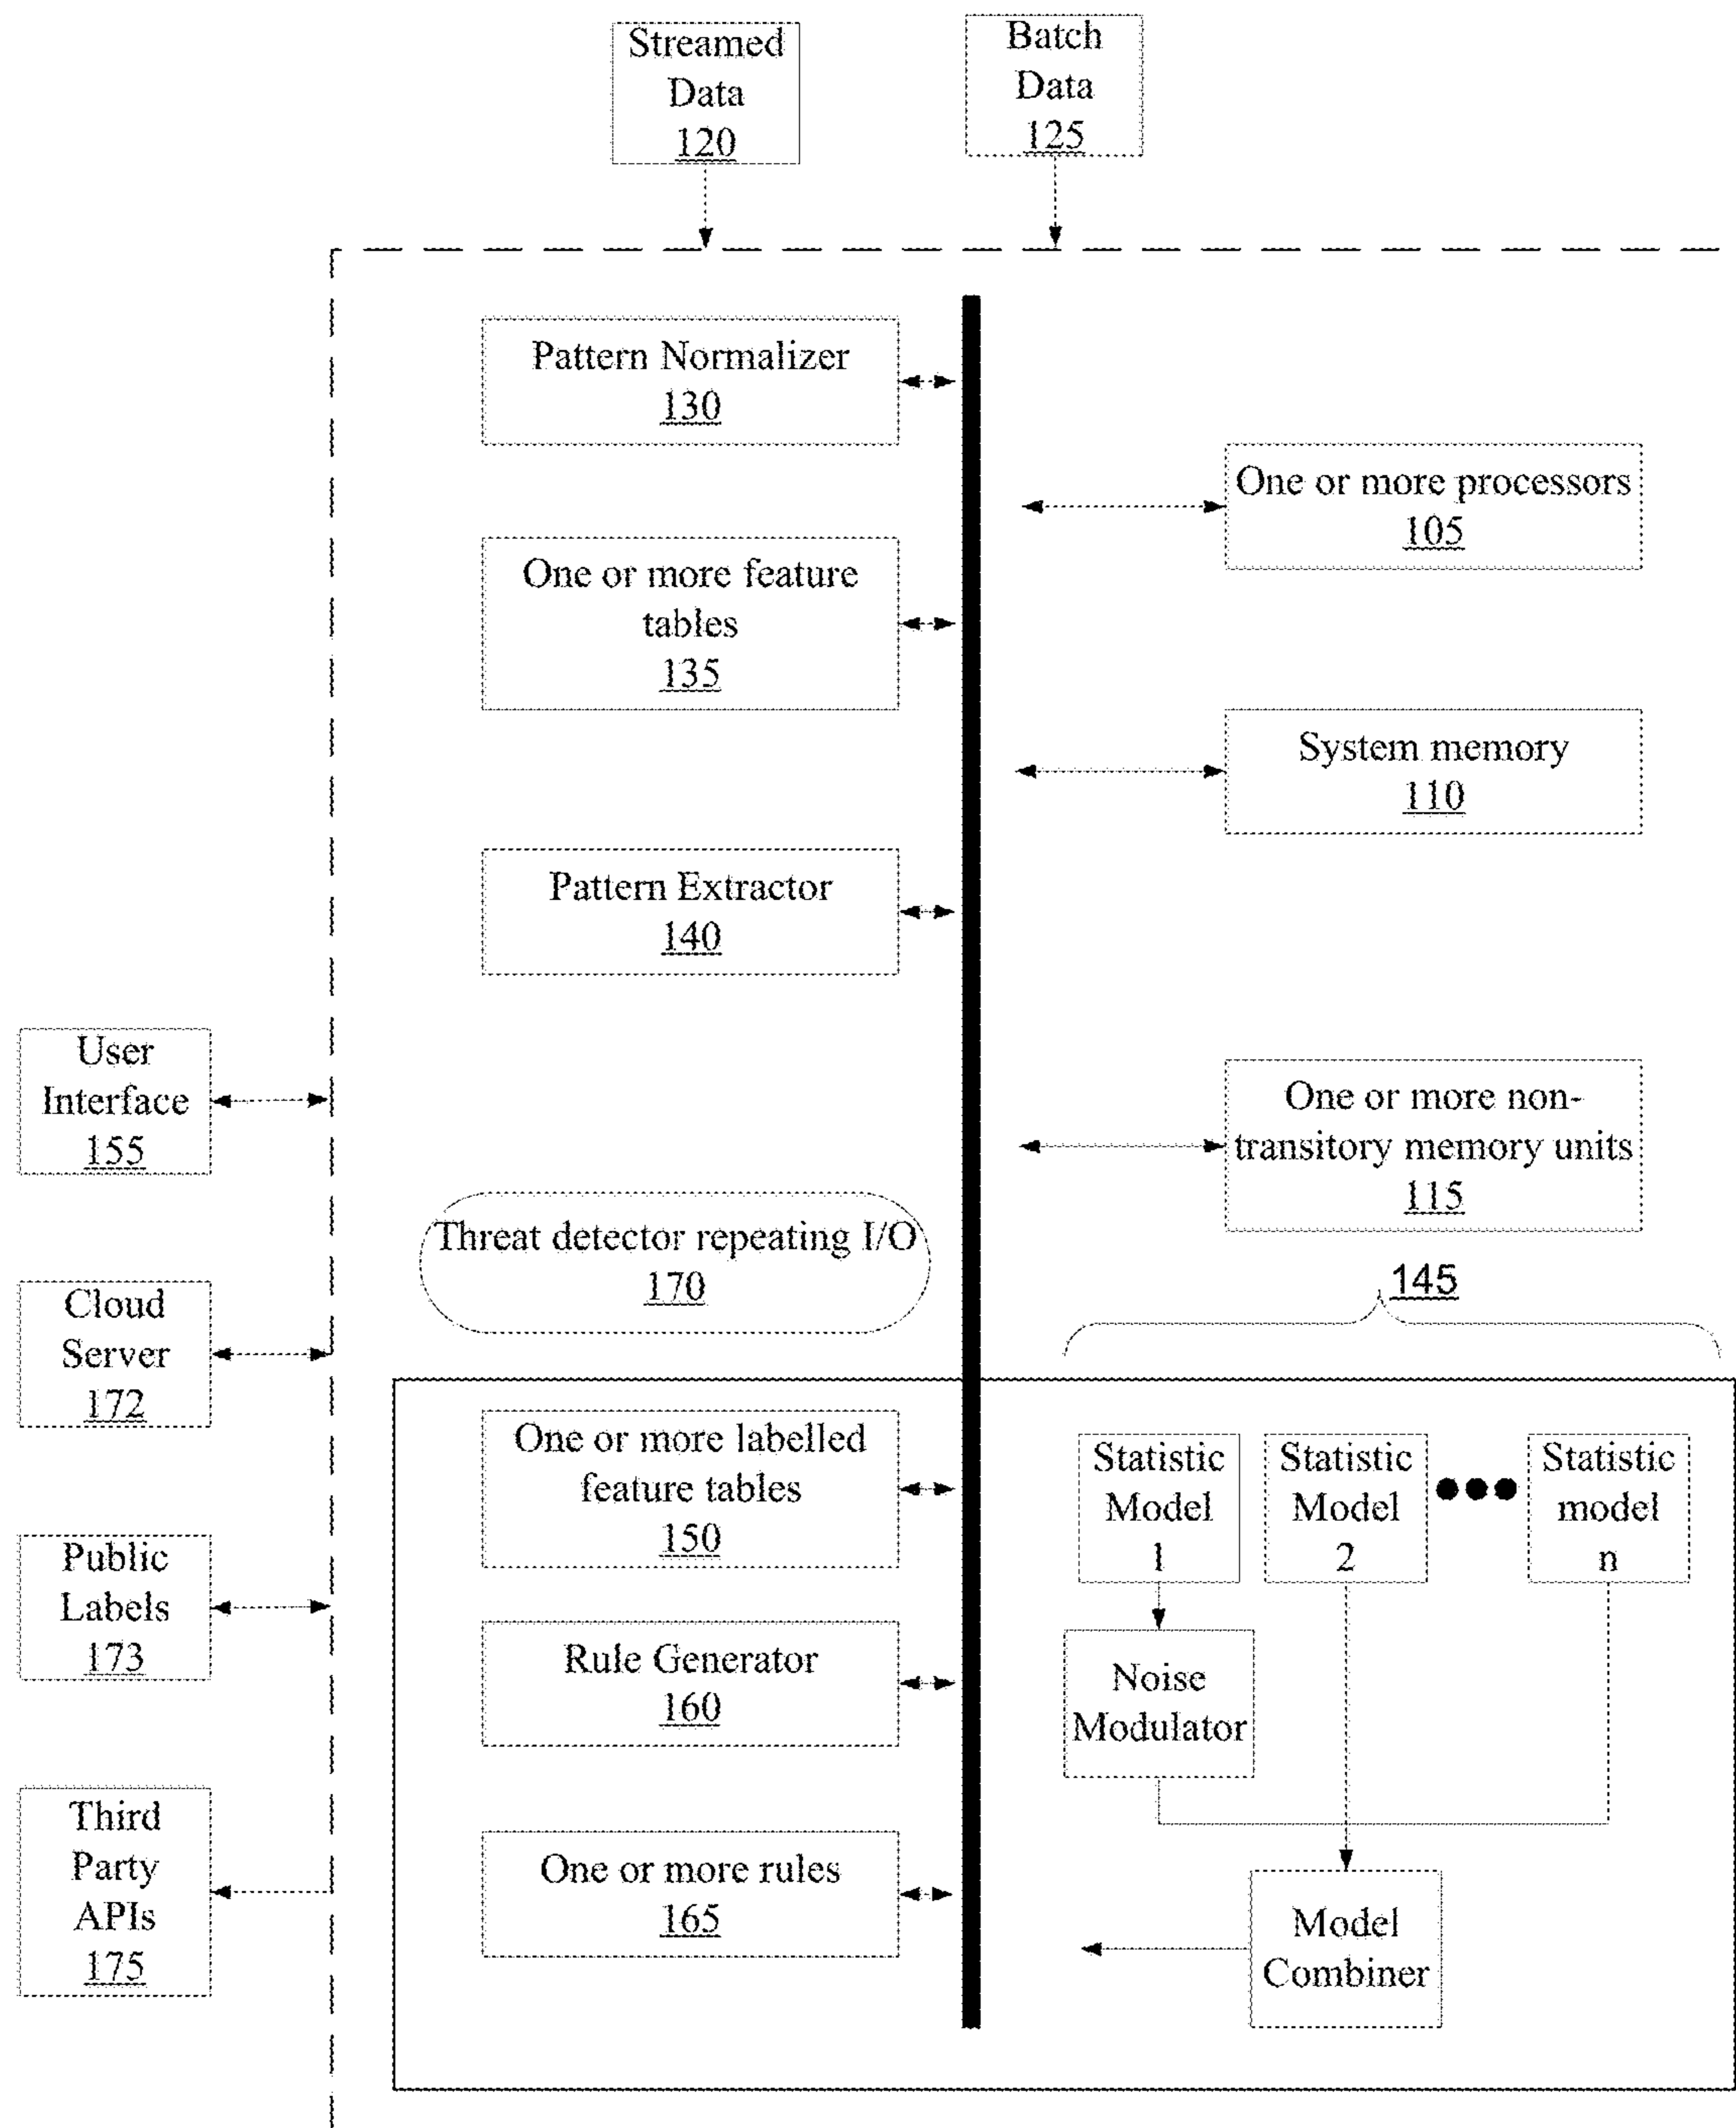 Streamed
Data
120
Batch
Data
125
Pattern Normalizer
130
One or more processors
105
One or more feature
tables
135
System memory
110
Pattern Extractor
140
User
Interface
155
One or more non-
transitory memory units
115
Threat detector repeating I/O
170
145
Cloud
Server
172
One or more labelled
feature tables
150
Statistic
Model
1
Statistic
Model
2
Statistic
model
n
Public
Labels
173
Rule Generator
160
Noise
Modulator
Third
Party
APIs
175
One or more rules
165
Model
Combiner